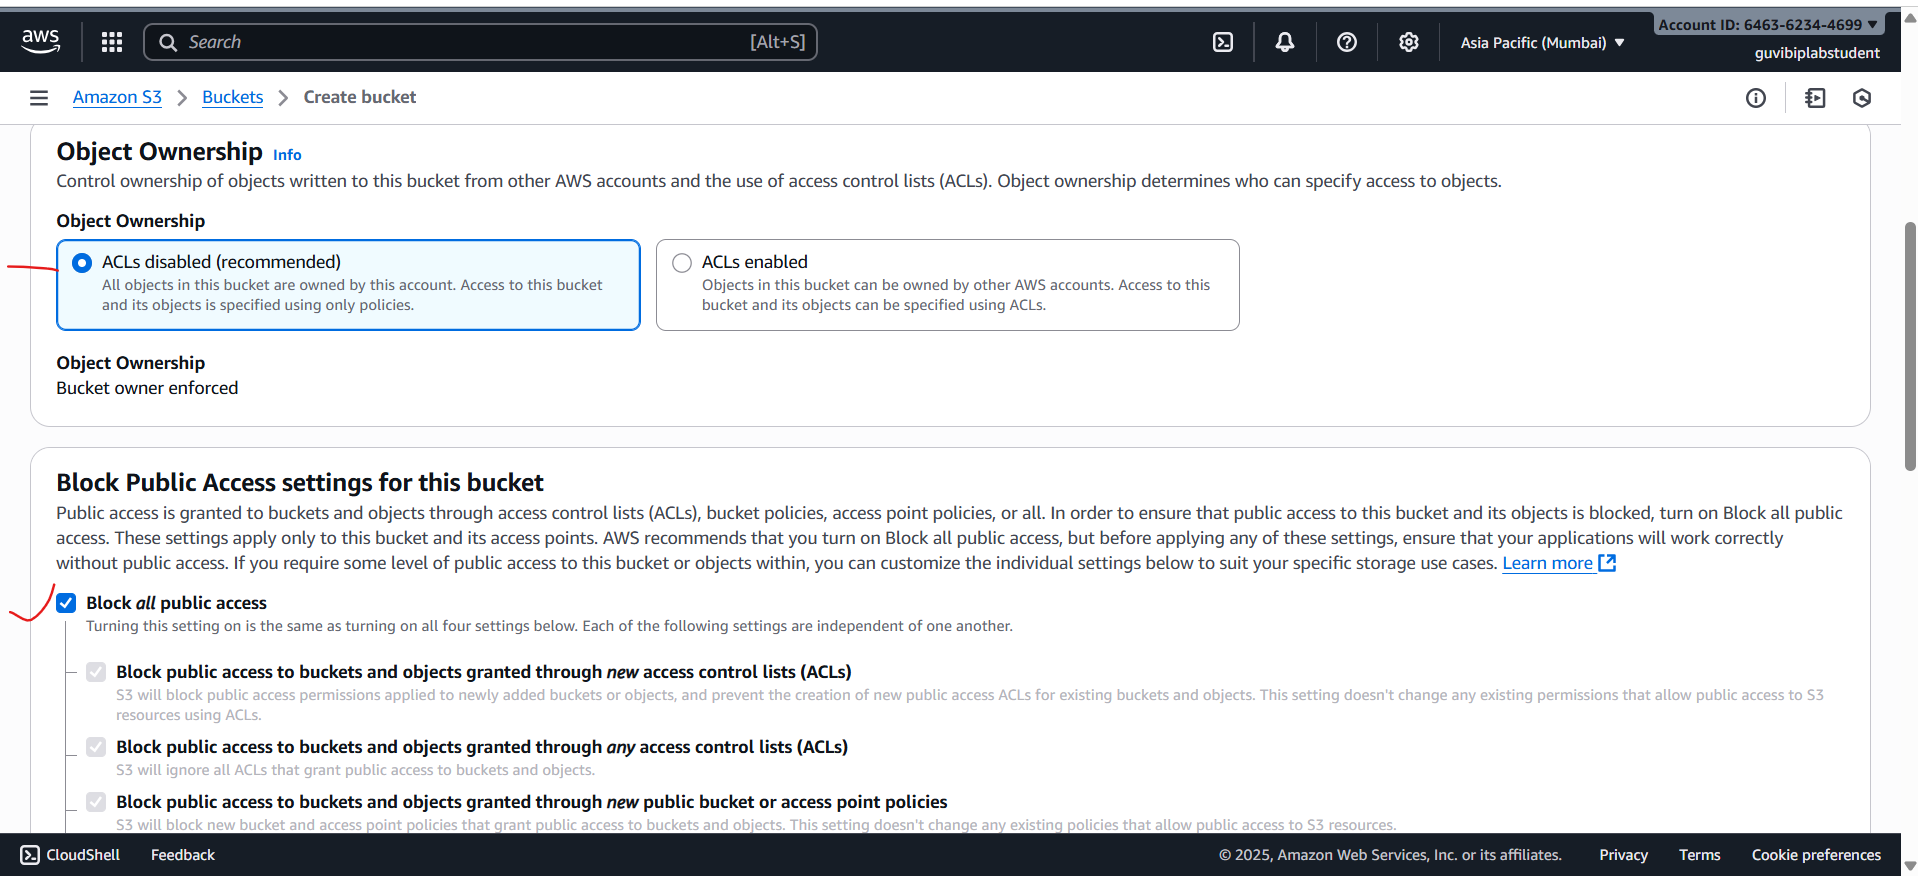 aws
Search
[Alt+S]
Asia Pacific (Mumbai)
Account ID: 6463-6234-4699
guvibiplabstudent
Amazon S3
Buckets
Create bucket
Object Ownership Info
Control ownership of objects written to this bucket from other AWS accounts and the use of access control lists (ACLs). Object ownership determines who can specify access to objects.
Object Ownership
ACLs disabled (recommended)
All objects in this bucket are owned by this account. Access to this bucket
and its objects is specified using only policies.
ACLs enabled
Objects in this bucket can be owned by other AWS accounts. Access to this
bucket and its objects can be specified using ACLs.
Object Ownership
Bucket owner enforced
Block Public Access settings for this bucket
Public access is granted to buckets and objects through access control lists (ACLs), bucket policies, access point policies, or all. In order to ensure that public access to this bucket and its objects is blocked, turn on Block all public
access. These settings apply only to this bucket and its access points. AWS recommends that you turn on Block all public access, but before applying any of these settings, ensure that your applications will work correctly
without public access. If you require some level of public access to this bucket or objects within, you can customize the individual settings below to suit your specific storage use cases. Learn more
Block all public access
Turning this setting on is the same as turning on all four settings below. Each of the following settings are independent of one another.
Block public access to buckets and objects granted through new access control lists (ACLs)
S3 will block public access permissions applied to newly added buckets or objects, and prevent the creation of new public access ACLs for existing buckets and objects. This setting doesn't change any existing permissions that allow public access to S3
resources using ACLs.
Block public access to buckets and objects granted through any access control lists (ACLs)
S3 will ignore all ACLs that grant public access to buckets and objects.
Block public access to buckets and objects granted through new public bucket or access point policies
S3 will block new bucket and access point policies that grant public access to buckets and objects. This setting doesn't change any existing policies that allow public access to S3 resources.
CloudShell
Feedback
© 2025, Amazon Web Services, Inc. or its affiliates.
Privacy
Terms
Cookie preferences